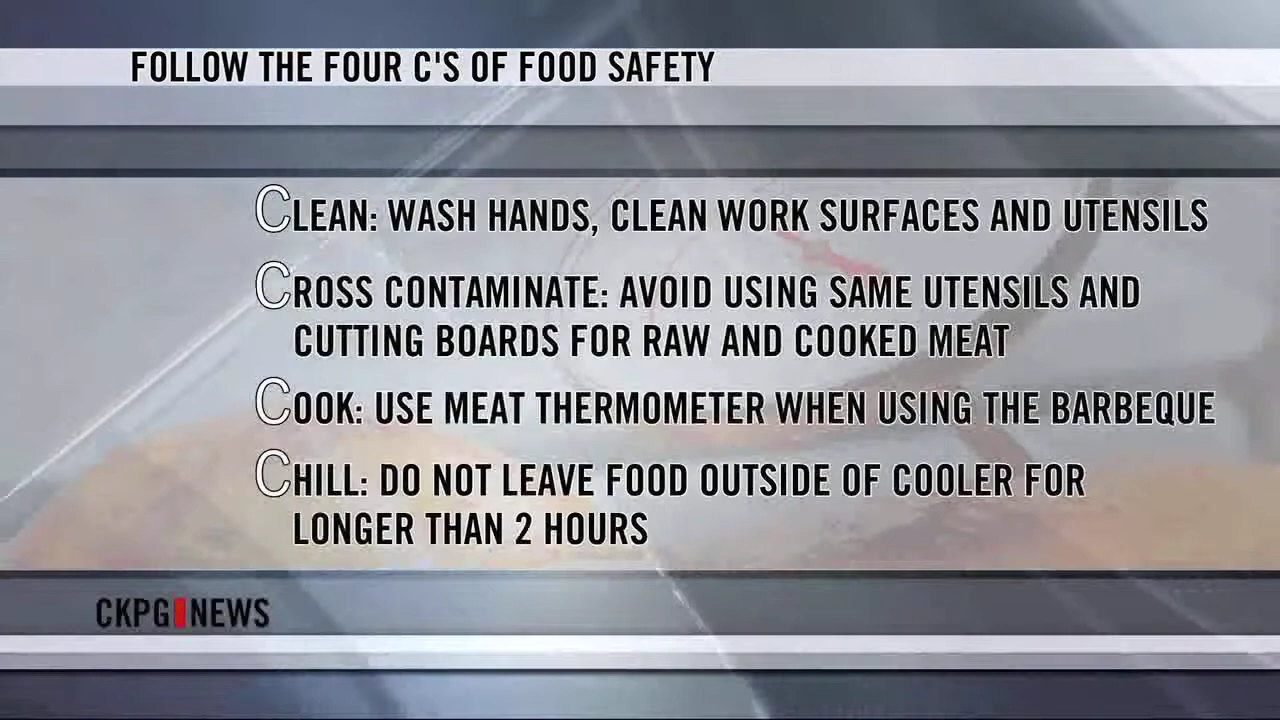 FOLLOW THE FOUR C'S OF FOOD SAFETY
CLEAN: WASH HANDS, CLEAN WORK SURFACES AND UTENSILS
CROSS CONTAMINATE: AVOID USING SAME UTENSILS AND
CUTTING BOARDS FOR RAW AND COOKED MEAT
COOK: USE MEAT THERMOMETER WHEN USING THE BARBEQUE
CHILL: DO NOT LEAVE FOOD OUTSIDE OF COOLER FOR
LONGER THAN 2 HOURS
CKPG NEWS